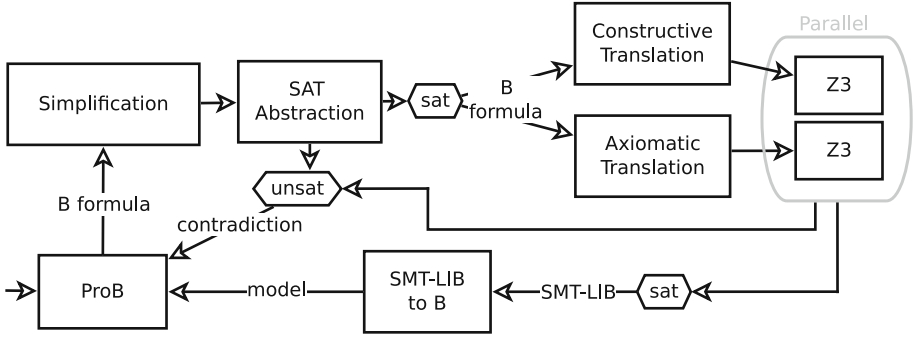 Parallel
Constructive
Translation
Z3
Simplification
SAT
Abstraction
sat
B
formula
Axiomatic
Translation
Z3
unsat
B formula
contradiction
ProB
model
SMT-LIB
to B
SMT-LIB
sat